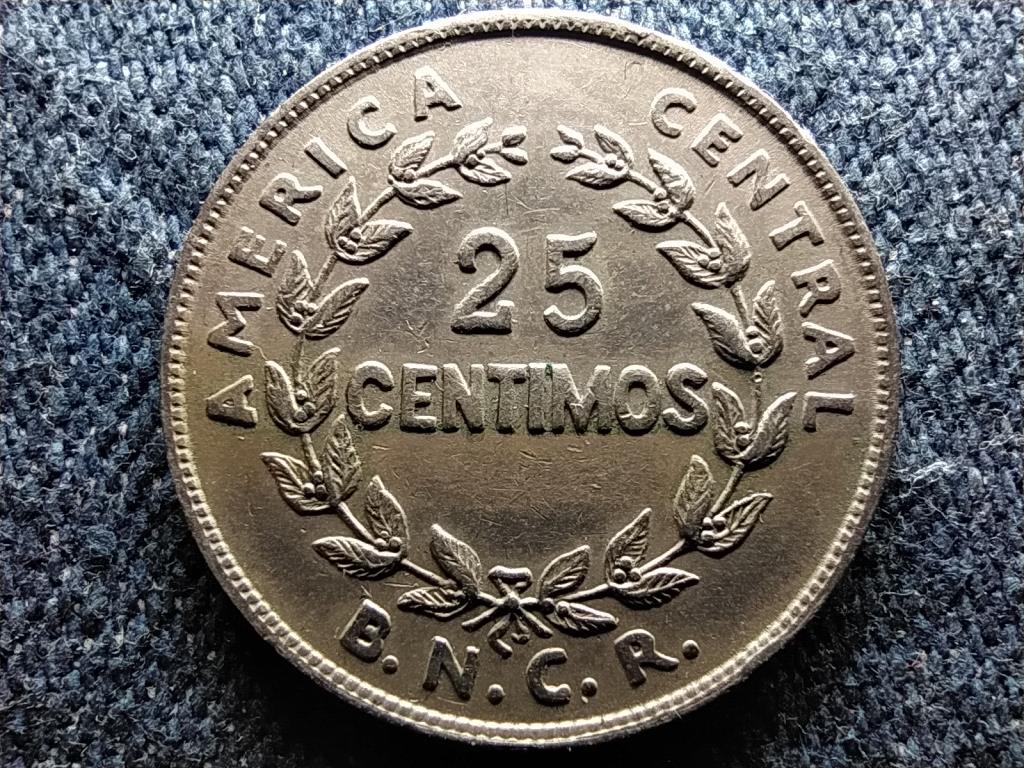 AMERICA CENTRAL
25
CENTIMOS
B.N.C.R.